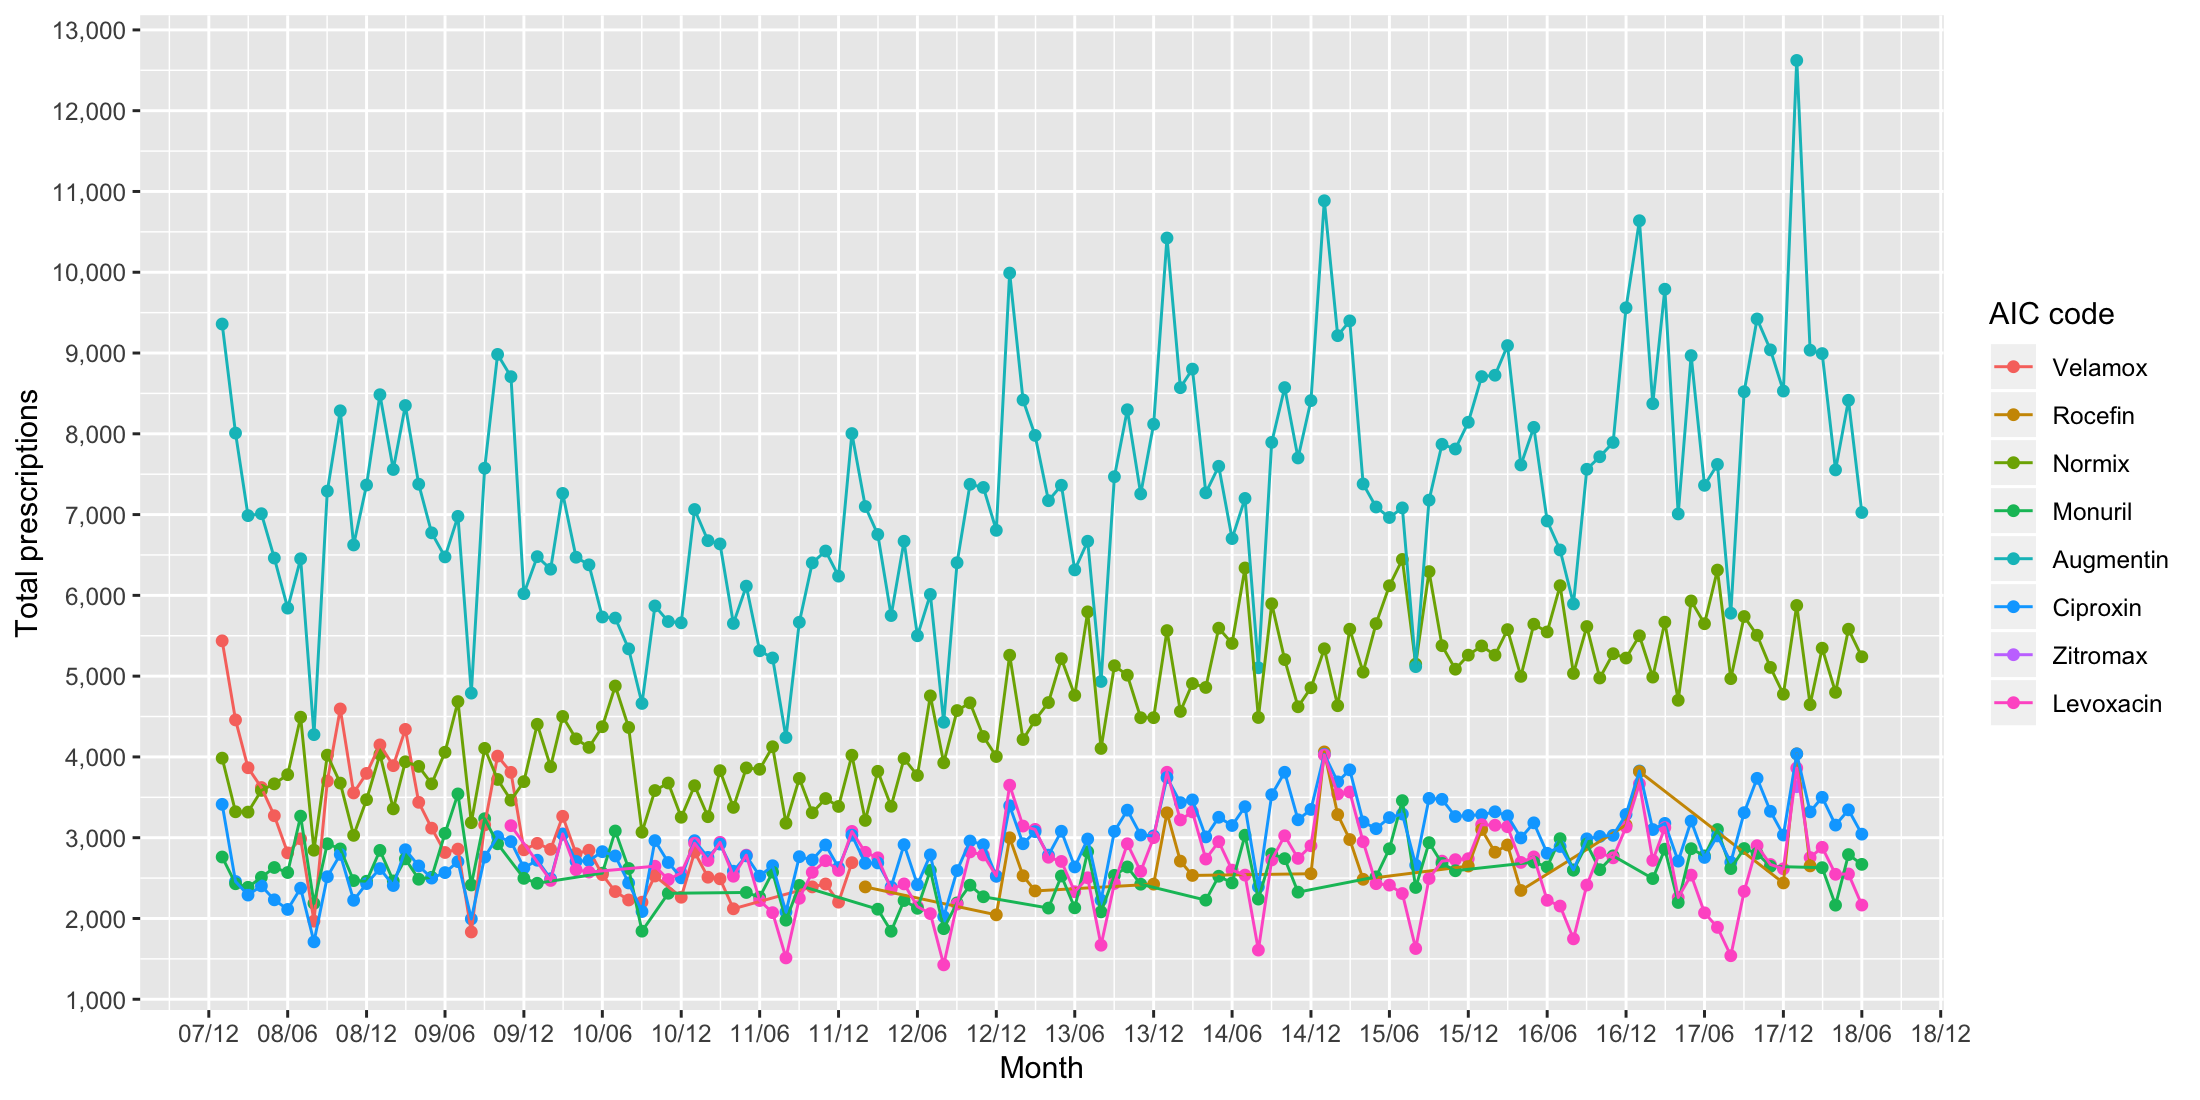 13,000
12,000
11,000
10,000
9,000
8,000
7,000
6,000
5,000
4,000
3,000
2,000
1,000
Total prescriptions
07/12 08/06 08/12 09/06 09/12 10/06 10/12 11/06 11/12 12/06 12/12 13/06 13/12 14/06 14/12 15/06 15/12 16/06 16/12 17/06 17/12 18/06 18/12
Month
AIC code
Velamox
Rocefin
Normix
Monuril
Augmentin
Ciproxin
Zitromax
Levoxacin